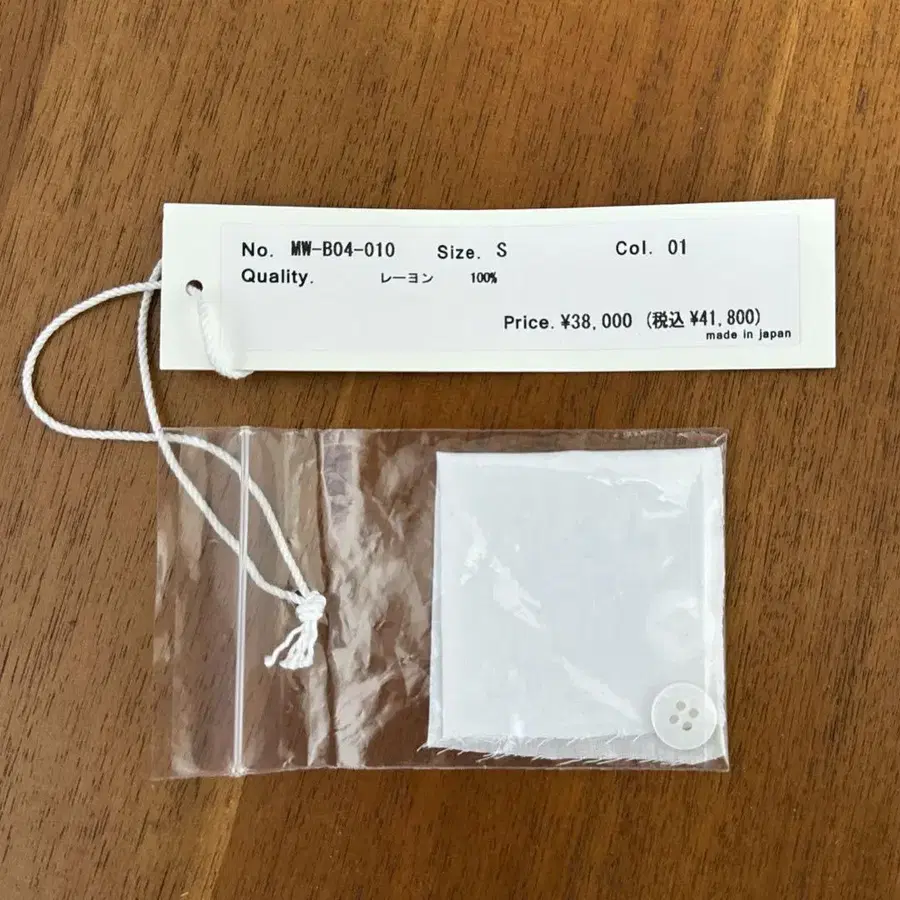 No. MW-B04-010 Size. S Col. 01
Quality. レーヨン 100%
Price. ¥38,000 (税込 ¥41,800)
made in japan